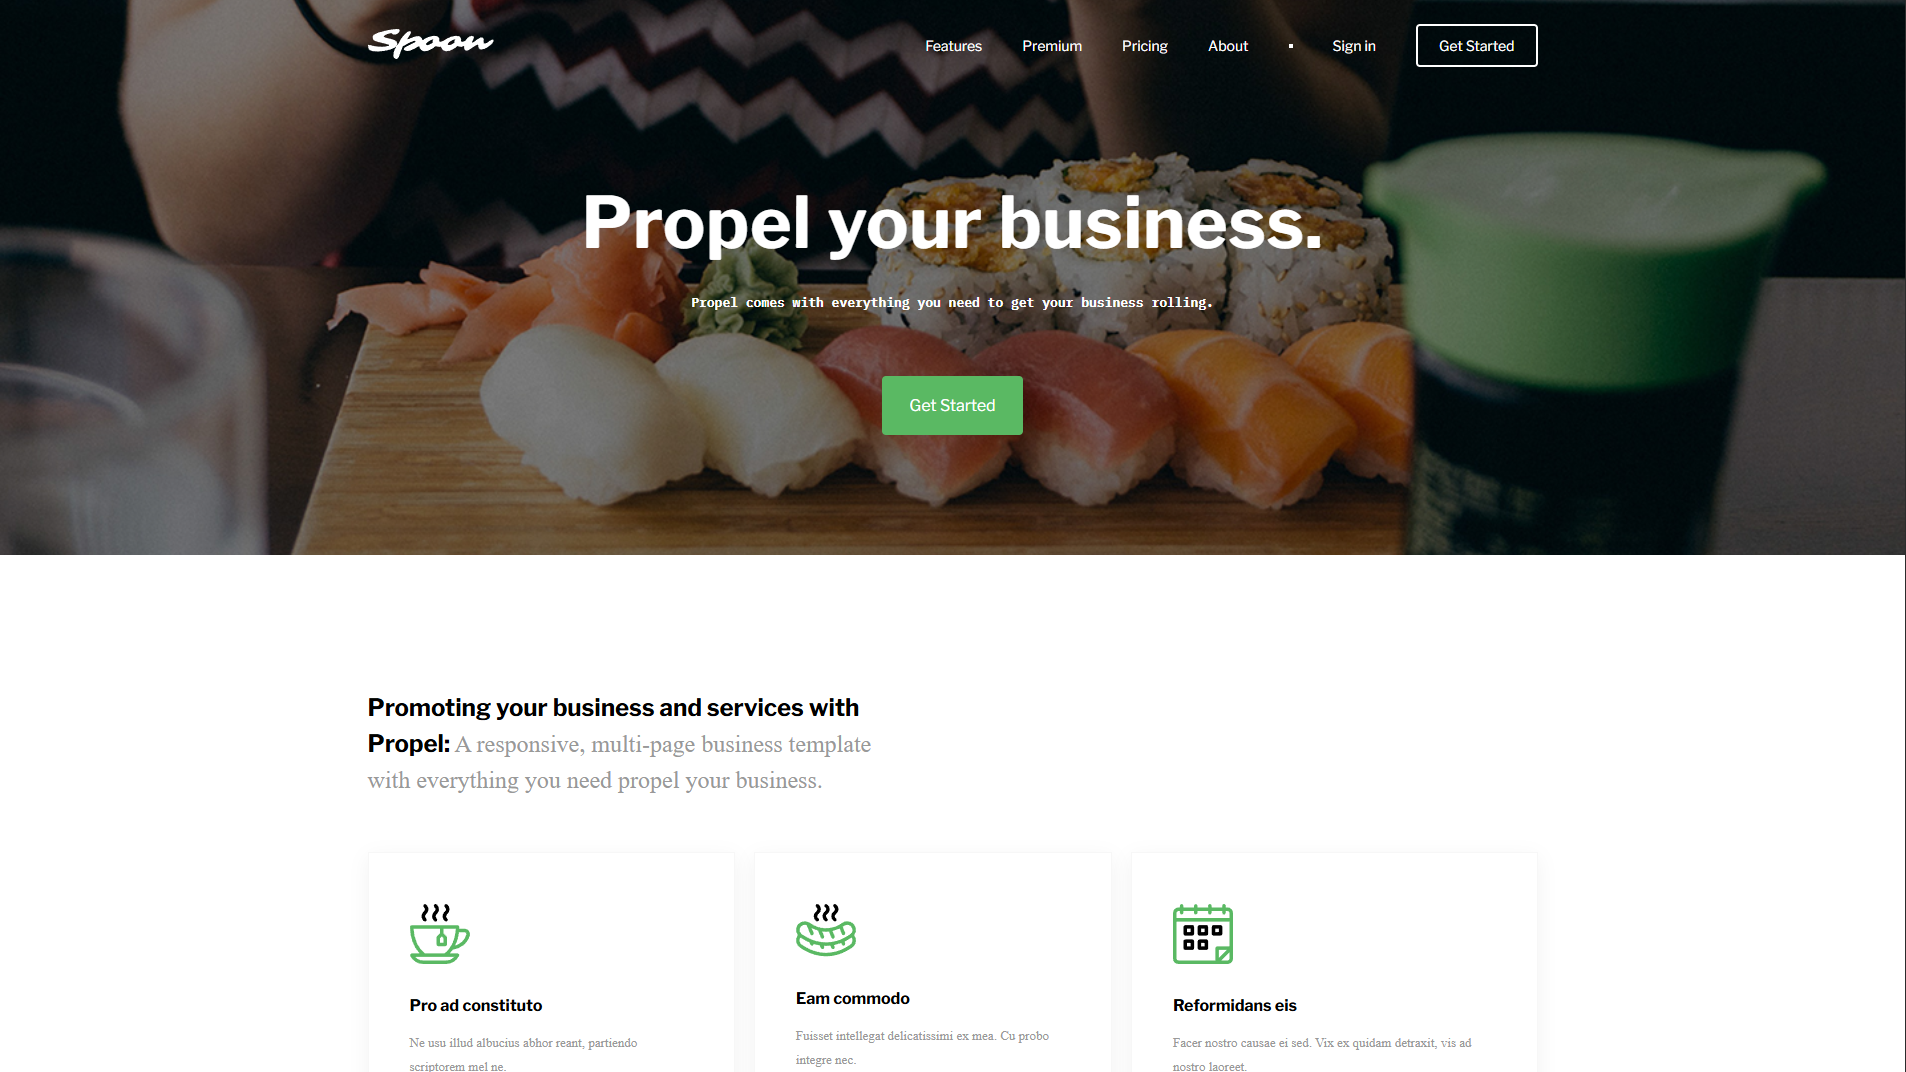 Spoon
Features Premium Pricing About Sign in Get Started
Propel your business.
Propel comes with everything you need to get your business rolling.
Get Started
Promoting your business and services with
Propel: A responsive, multi-page business template
with everything you need propel your business.
Pro ad constituto
Ne usu illud albucius abhor reant, partiendo
scriptorem mel ne.
Eam commodo
Fuisset intellegat delicatissimi ex mea. Cu probo
integre nec.
Reformidans eis
Facer nostro causae ei sed. Vix ex quidam detraxit, vis ad
nostro laoreet.